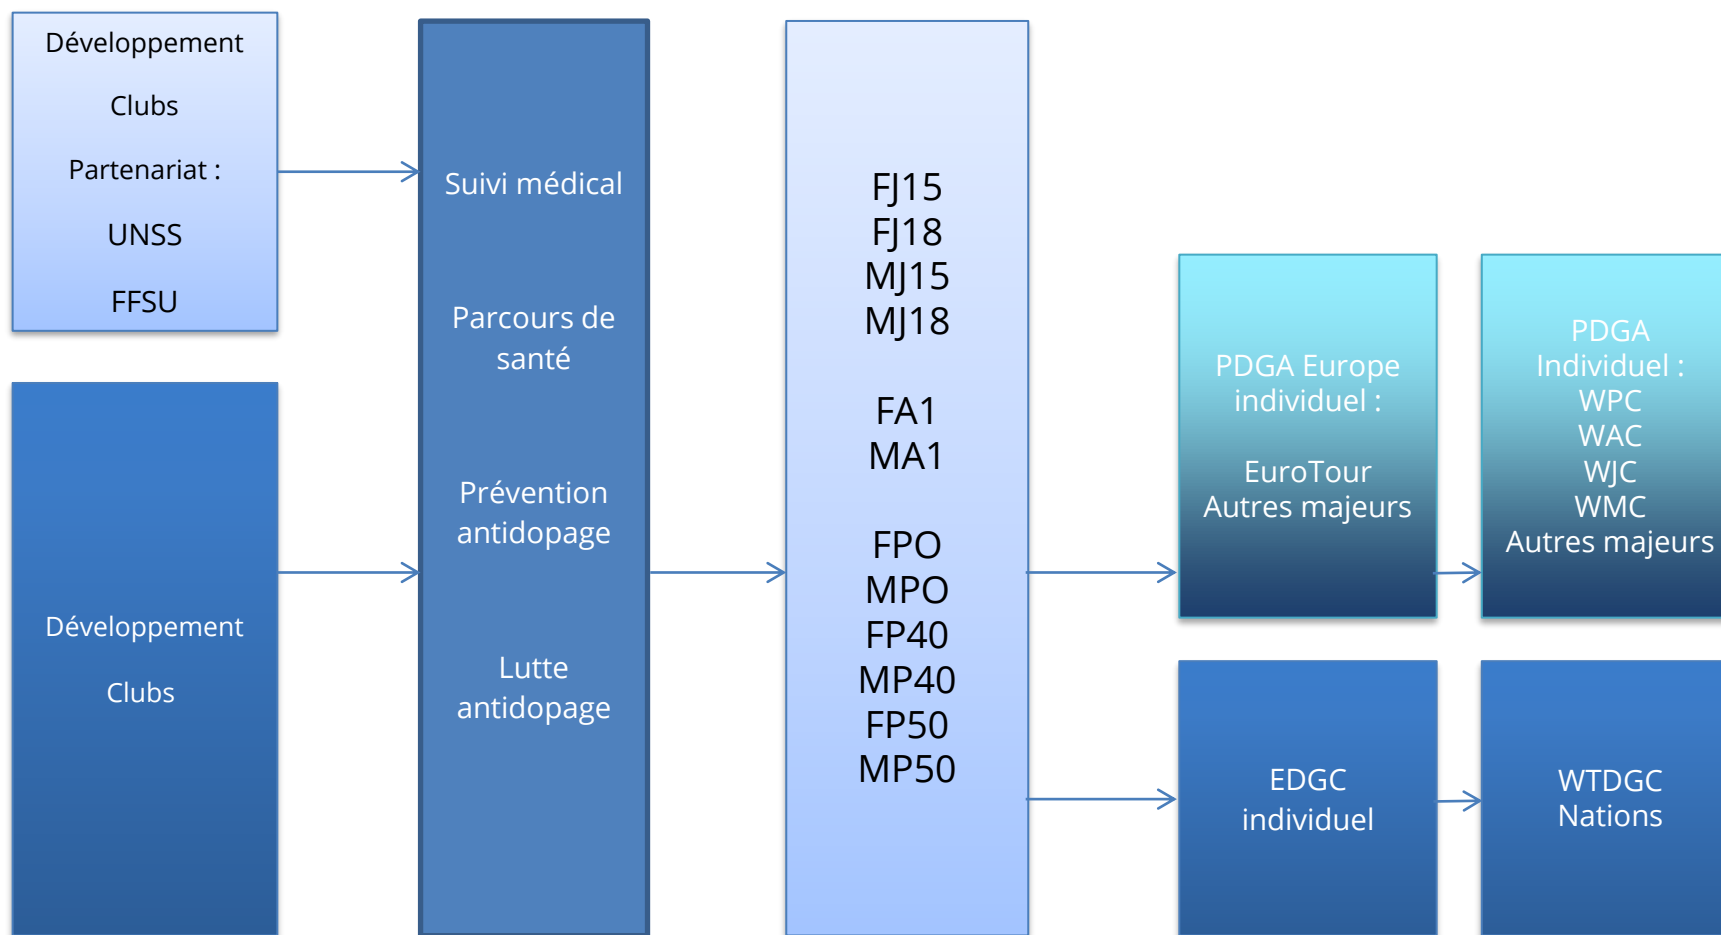 Développement
Clubs
Partenariat :
UNSS
FFSU
Développement
Clubs
Suivi médical
Parcours de
santé
Prévention
antidopage
Lutte
antidopage
FJ15
FJ18
MJ15
MJ18
FA1
MA1
FPO
MPO
FP40
MP40
FP50
MP50
PDGA Europe
individuel :
EuroTour
Autres majeurs
PDGA
Individuel :
WPC
WAC
WJC
WMC
Autres majeurs
EDGC
individuel
WTDGC
Nations